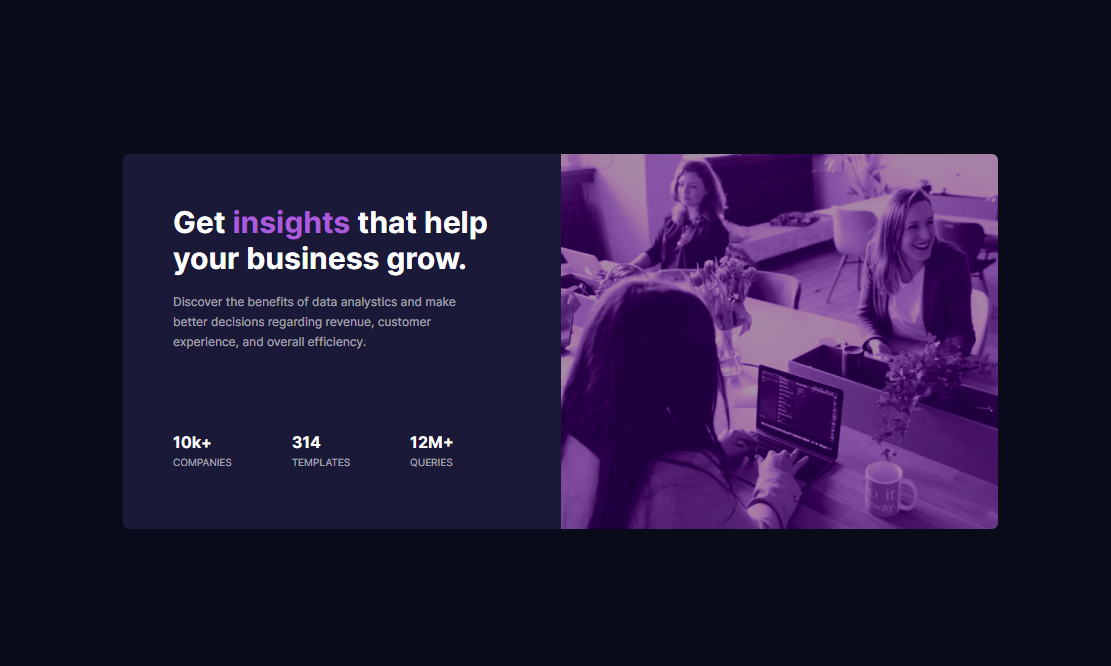 Get insights that help
your business grow.
Discover the benefits of data analystics and make
better decisions regarding revenue, customer
experience, and overall efficiency.
10k+ 314 12M+
COMPANIES TEMPLATES QUERIES